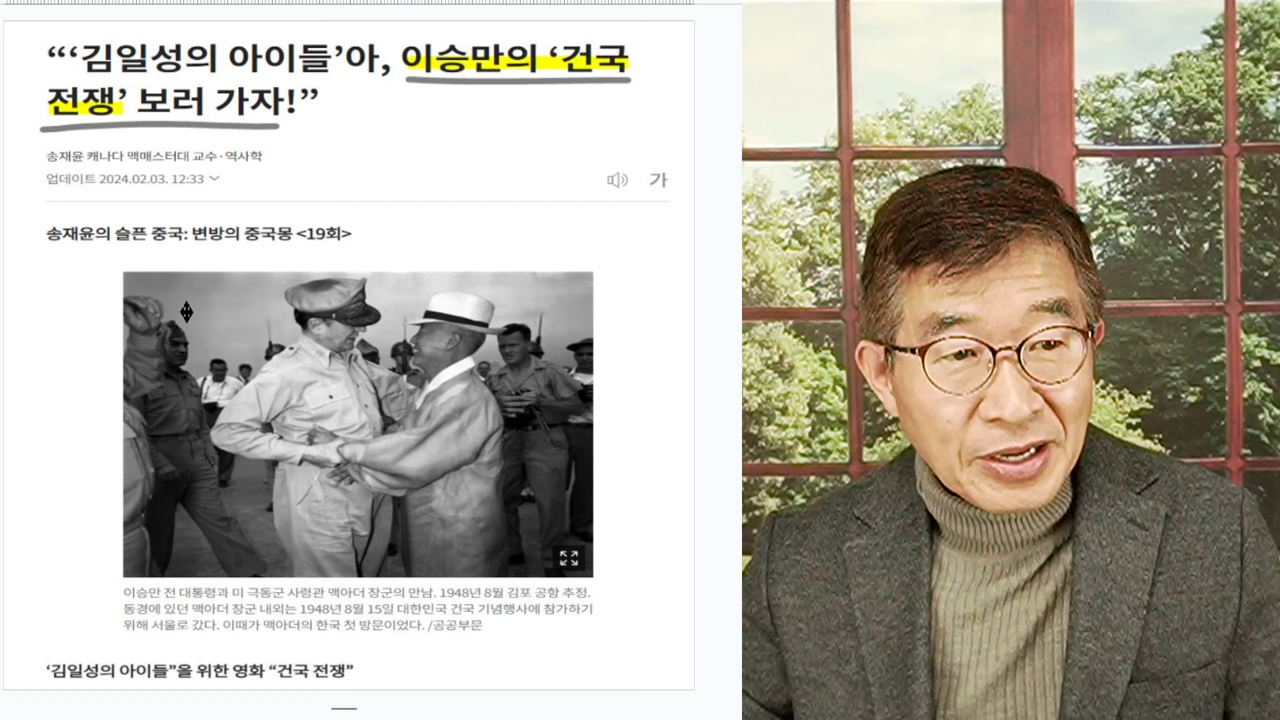 “‘김일성의 아이들’아, 이승만의 ‘건국
전쟁’ 보러 가자!”
송재윤 캐나다 맥매스터대 교수·역사학
업데이트 2024.02.03. 12:33
가
송재윤의 슬픈 중국: 변방의 중국몽 <19회>
이승만 전 대통령과 미 극동군 사령관 맥아더 장군의 만남. 1948년 8월 김포 공항 추정.
동경에 있던 맥아더 장군 내외는 1948년 8월 15일 대한민국 건국 기념행사에 참가하기
위해 서울로 갔다. 이때가 맥아더의 한국 첫 방문이었다. /공공부문
‘김일성의 아이들”을 위한 영화 “건국 전쟁”